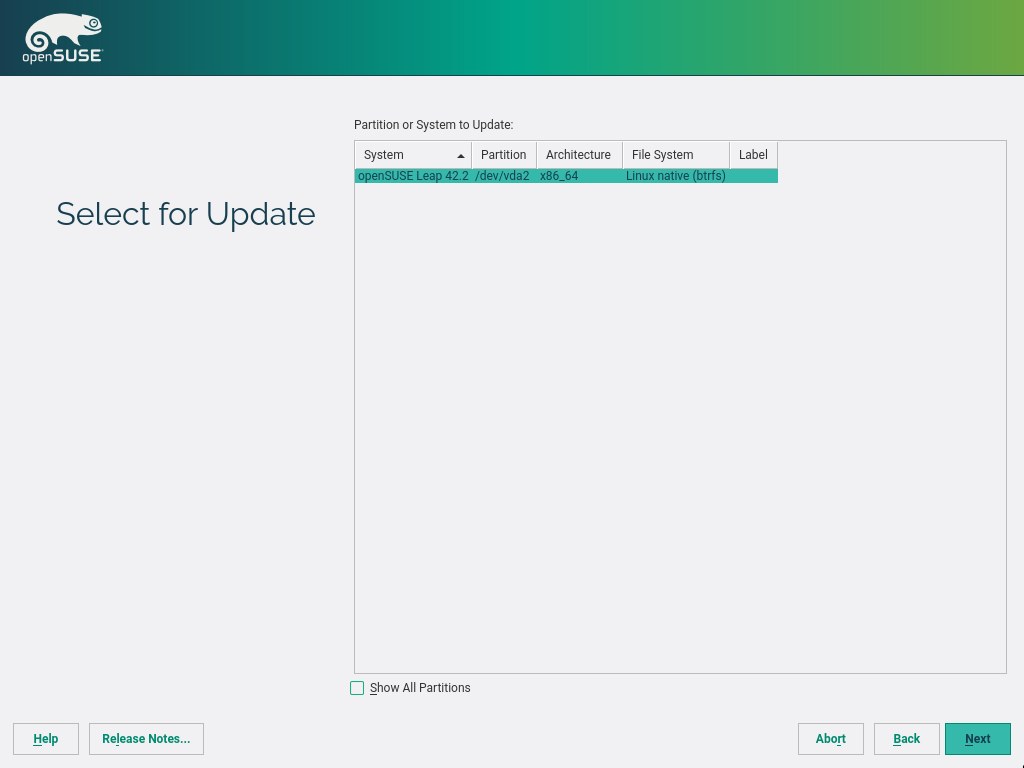 openSUSE
Partition or System to Update:
System Partition Architecture File System Label
openSUSE Leap 42.2 /dev/vda2 x86_64 Linux native (btrfs)
Select for Update
Show All Partitions
Help Release Notes... Abort Back Next